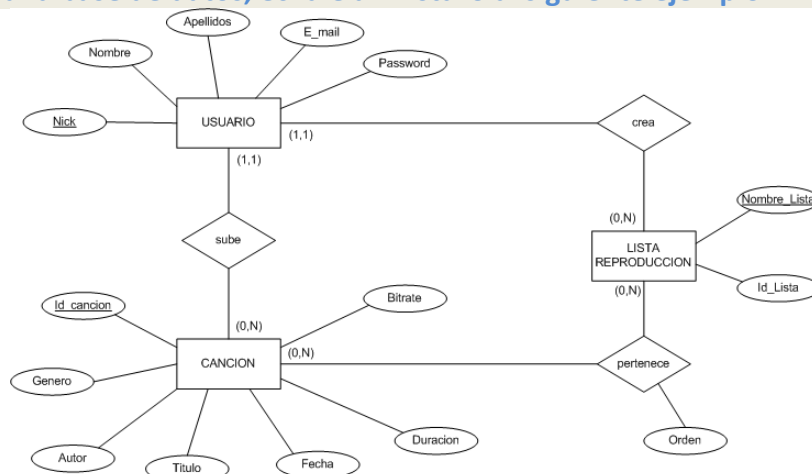 Apellidos
E_mail
Nombre
Password
Nick
USUARIO
(1,1)
crea
(1,1)
Nombre_Lista
(0,N)
sube
LISTA
REPRODUCCION
(0,N)
Id_Lista
Id_cancion
Bitrate
(0,N)
(0,N)
CANCION
pertenece
Genero
Duracion
Orden
Autor
Titulo
Fecha